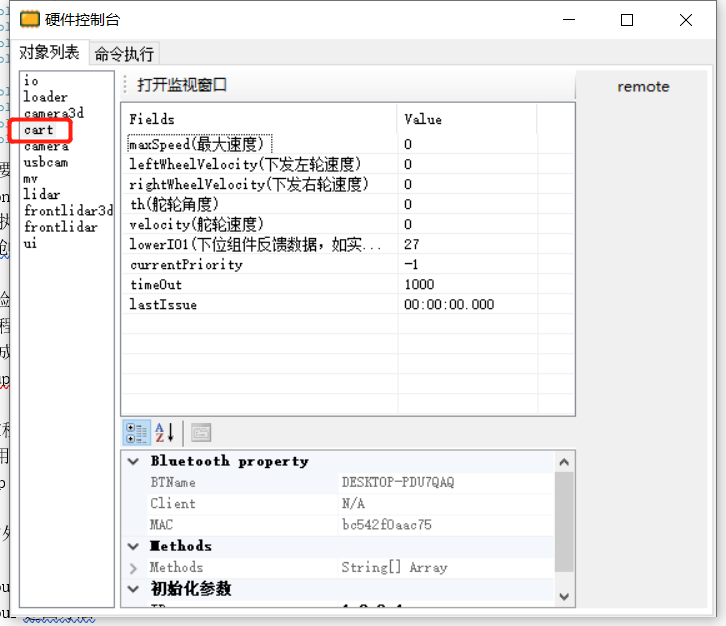 硬件控制台
对象列表 命令执行
io
loader
camera3d
cart
camera
usbcam
mv
lidar
frontlidar3d
frontlidar
ui
打开监视窗口
remote
Fields Value
maxSpeed(最大速度) 0
leftWheelVelocity(下发左轮速度) 0
rightWheelVelocity(下发右轮速度) 0
th(舵轮角度) 0
velocity(舵轮速度) 0
lowerIO1(下位组件反馈数据，如实... 27
currentPriority -1
timeOut 1000
lastIssue 00:00:00.000
Bluetooth property
BTName DESKTOP-PDU7QAQ
Client N/A
MAC bc542f0aac75
Methods
Methods String[] Array
初始化参数